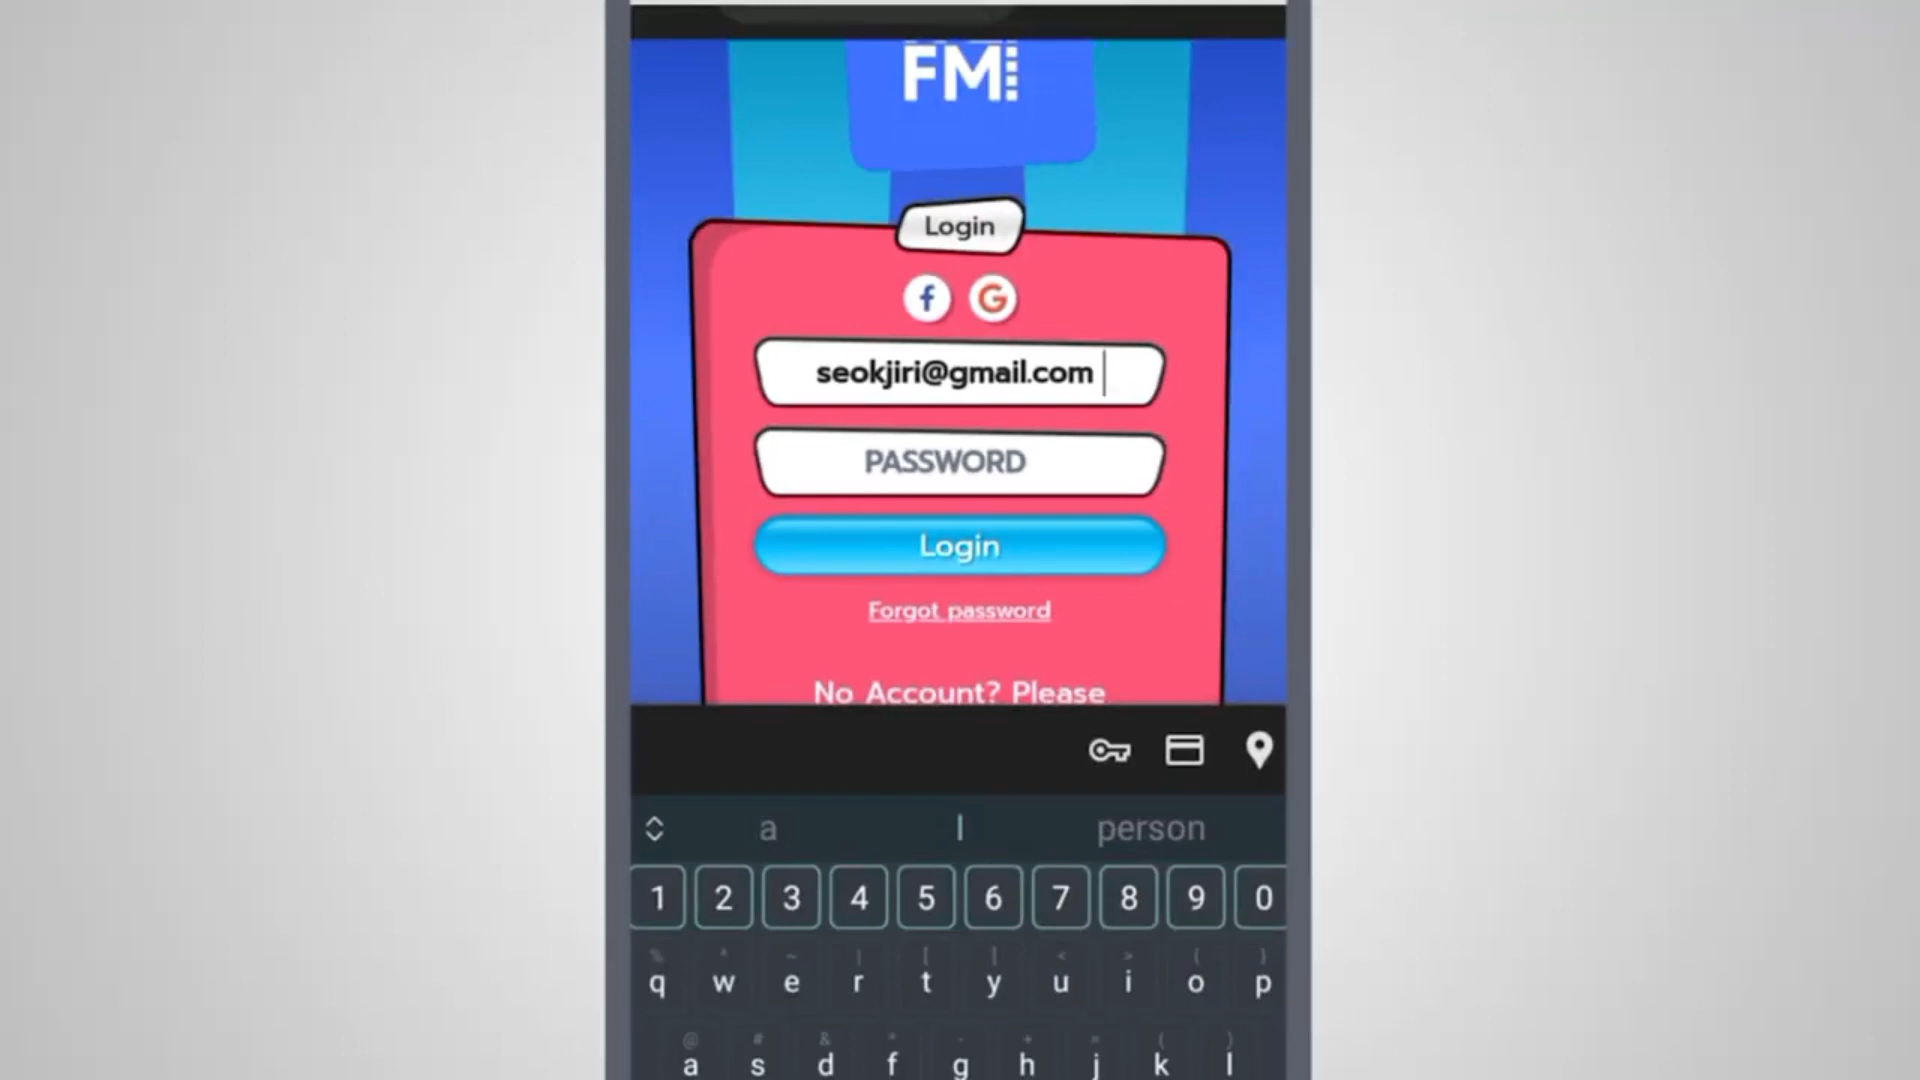 FM
Login
f G
seokjiri@gmail.com
PASSWORD
Login
Forgot password
No Account? Please
a I person
1 2 3 4 5 6 7 8 9 0
% ^ ~ | [ ] < > { }
q w e r t y u i o p
@ # & * - + = ( )
a s d f g h j k l